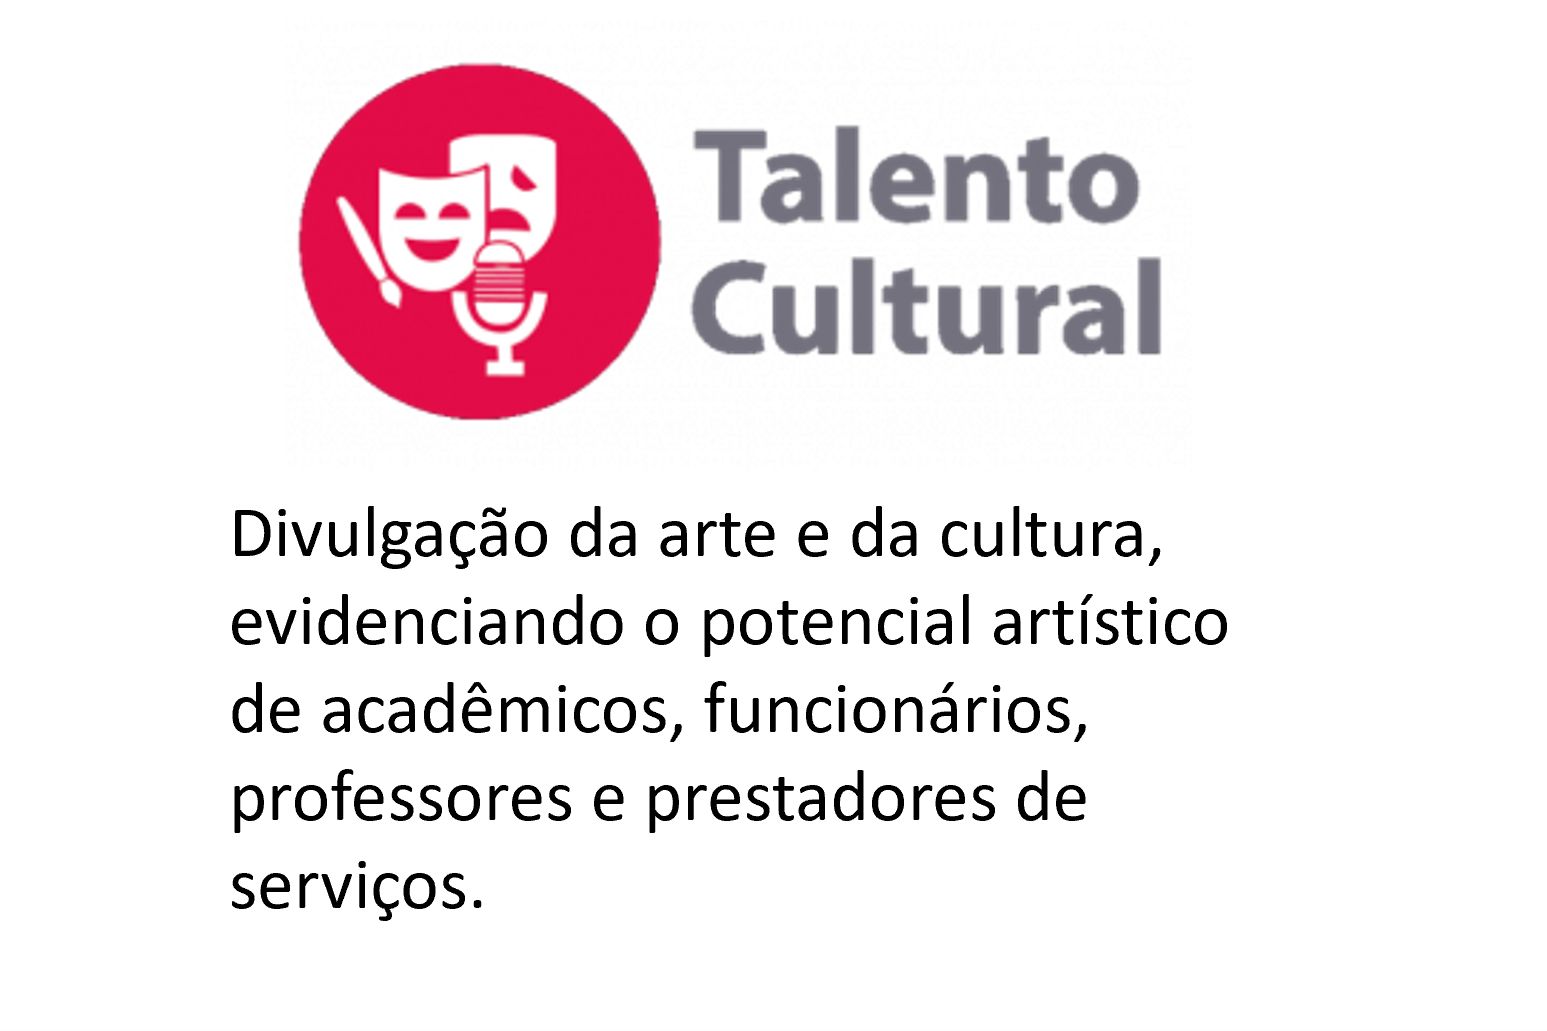 Talento
Cultural
Divulgação da arte e da cultura,
evidenciando o potencial artístico
de acadêmicos, funcionários,
professores e prestadores de
serviços.